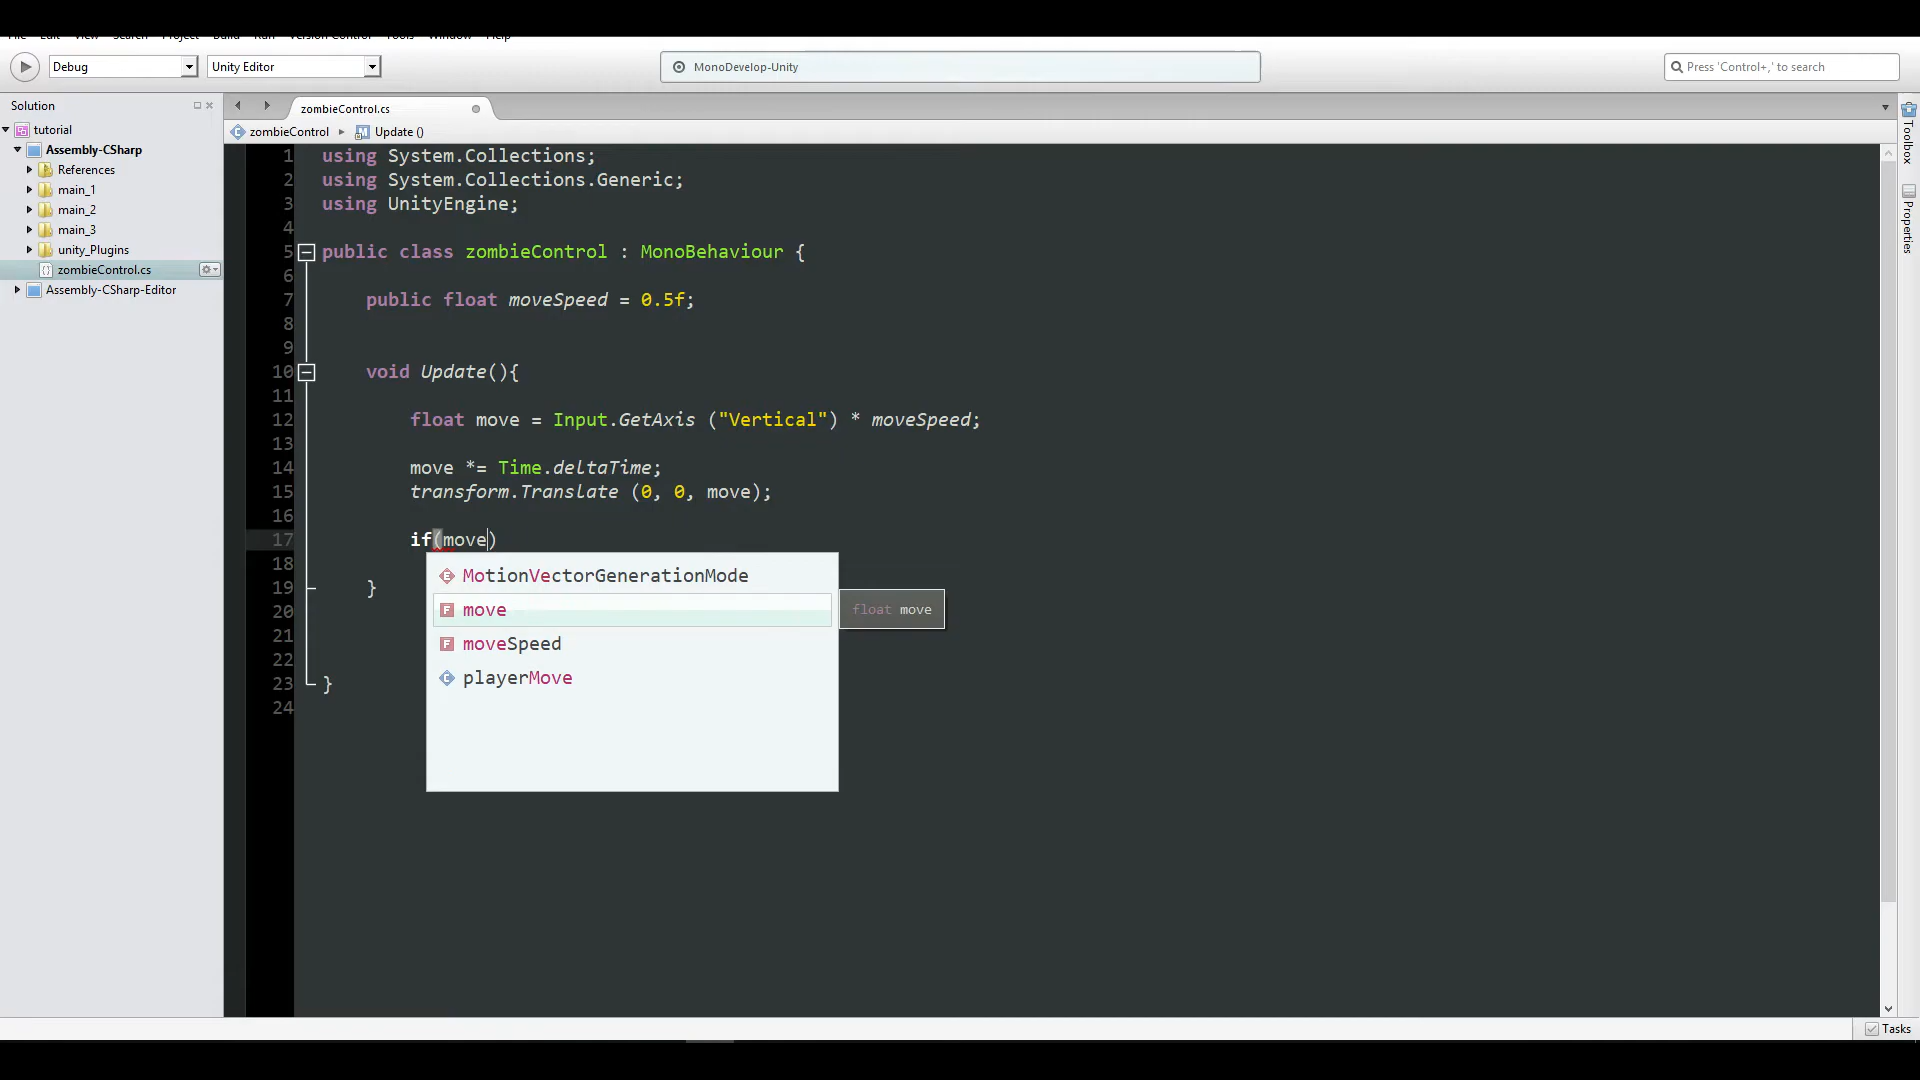 File Edit View Search Project Build Run Version Control Tools Window Help
Debug
Unity Editor
MonoDevelop-Unity
Press 'Control+,' to search
Solution
tutorial
Assembly-CSharp
References
main_1
main_2
main_3
unity_Plugins
zombieControl.cs
Assembly-CSharp-Editor
zombieControl.cs
zombieControl
Update ()
1 using System.Collections;
2 using System.Collections.Generic;
3 using UnityEngine;
4
5 public class zombieControl : MonoBehaviour {
6
7 public float moveSpeed = 0.5f;
8
9
10 void Update(){
11
12 float move = Input.GetAxis ("Vertical") * moveSpeed;
13
14 move *= Time.deltaTime;
15 transform.Translate (0, 0, move);
16
17 if(move)
18
19 }
20
21
22
23 }
24
MotionVectorGenerationMode
move
moveSpeed
playerMove
float move
Toolbox
Properties
Tasks